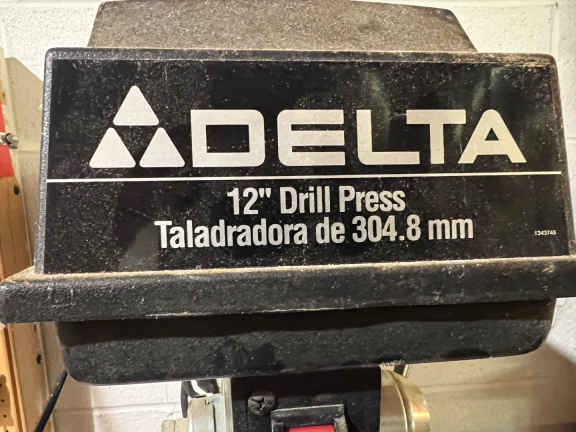 DELTA
12" Drill Press
Taladradora de 304.8 mm